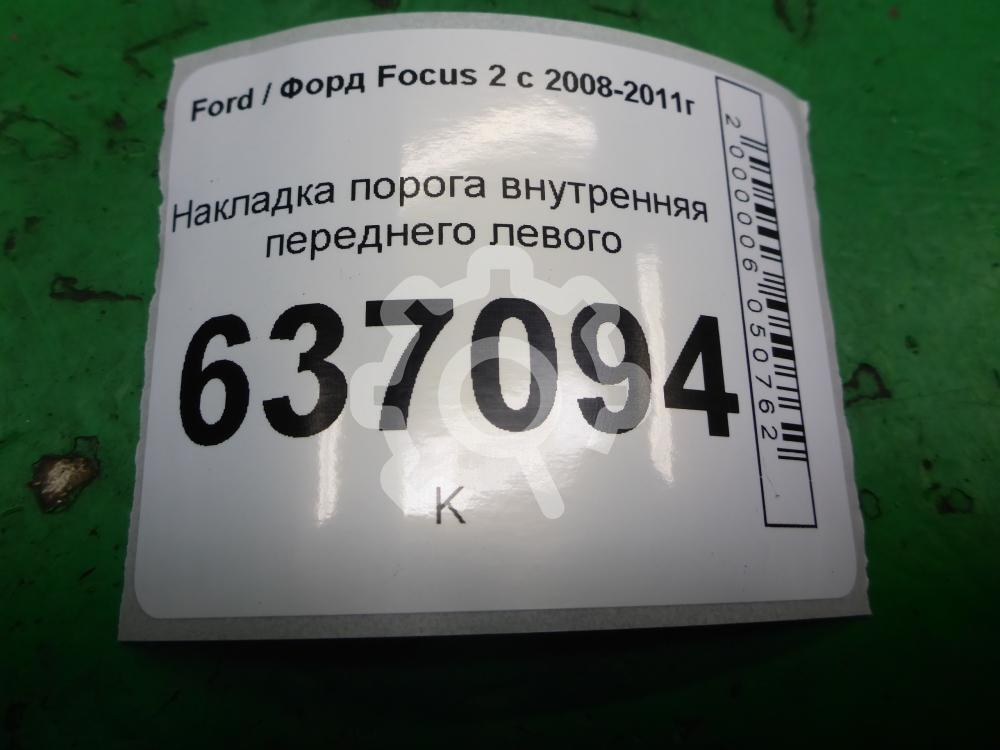 Ford / Форд Focus 2 с 2008-2011г
Накладка порога внутренняя
переднего левого
637094
К
2000006050762